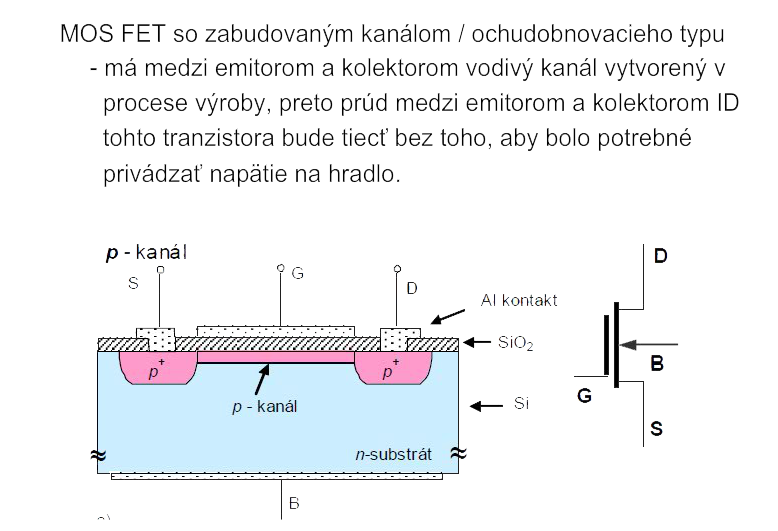 MOS FET so zabudovaným kanálom / ochudobnovacieho typu
- má medzi emitorom a kolektorom vodivý kanál vytvorený v
procese výroby, preto prúd medzi emitorom a kolektorom ID
tohto tranzistora bude tiecť bez toho, aby bolo potrebné
privádzať napätie na hradlo.
p - kanál
S
G
D
Al kontakt
SiO₂
p⁺
p⁺
p - kanál
Si
n-substrát
B
D
B
G
S